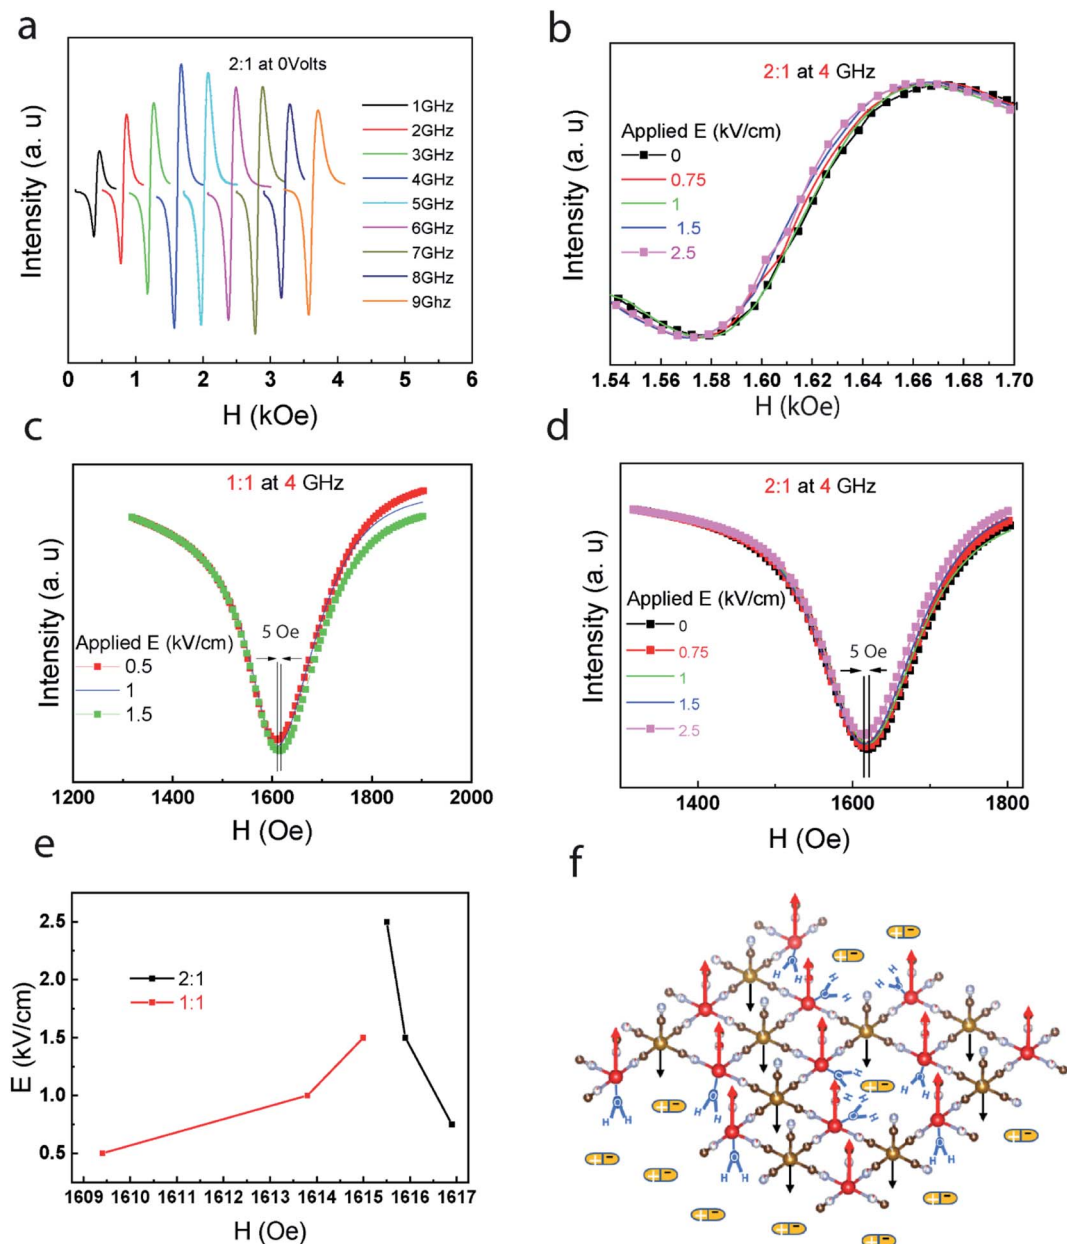 a
2:1 at 0Volts
Intensity (a. u)
1GHz
2GHz
3GHz
4GHz
5GHz
6GHz
7GHz
8GHz
9Ghz
0 1 2 3 4 5 6
H (kOe)
b
2:1 at 4 GHz
Intensity (a. u)
Applied E (kV/cm)
0
0.75
1
1.5
2.5
1.54 1.56 1.58 1.60 1.62 1.64 1.66 1.68 1.70
H (kOe)
c
1:1 at 4 GHz
Intensity (a. u)
Applied E (kV/cm)
0.5
1
1.5
5 Oe
1200 1400 1600 1800 2000
H (Oe)
d
2:1 at 4 GHz
Intensity (a. u)
Applied E (kV/cm)
0
0.75
1
1.5
2.5
5 Oe
1400 1600 1800
H (Oe)
e
E (kV/cm)
2.5
2.0
1.5
1.0
0.5
2:1
1:1
1609 1610 1611 1612 1613 1614 1615 1616 1617
H (Oe)
f
H H
H H
H H
H H
H H
H H
H H
H H
H H